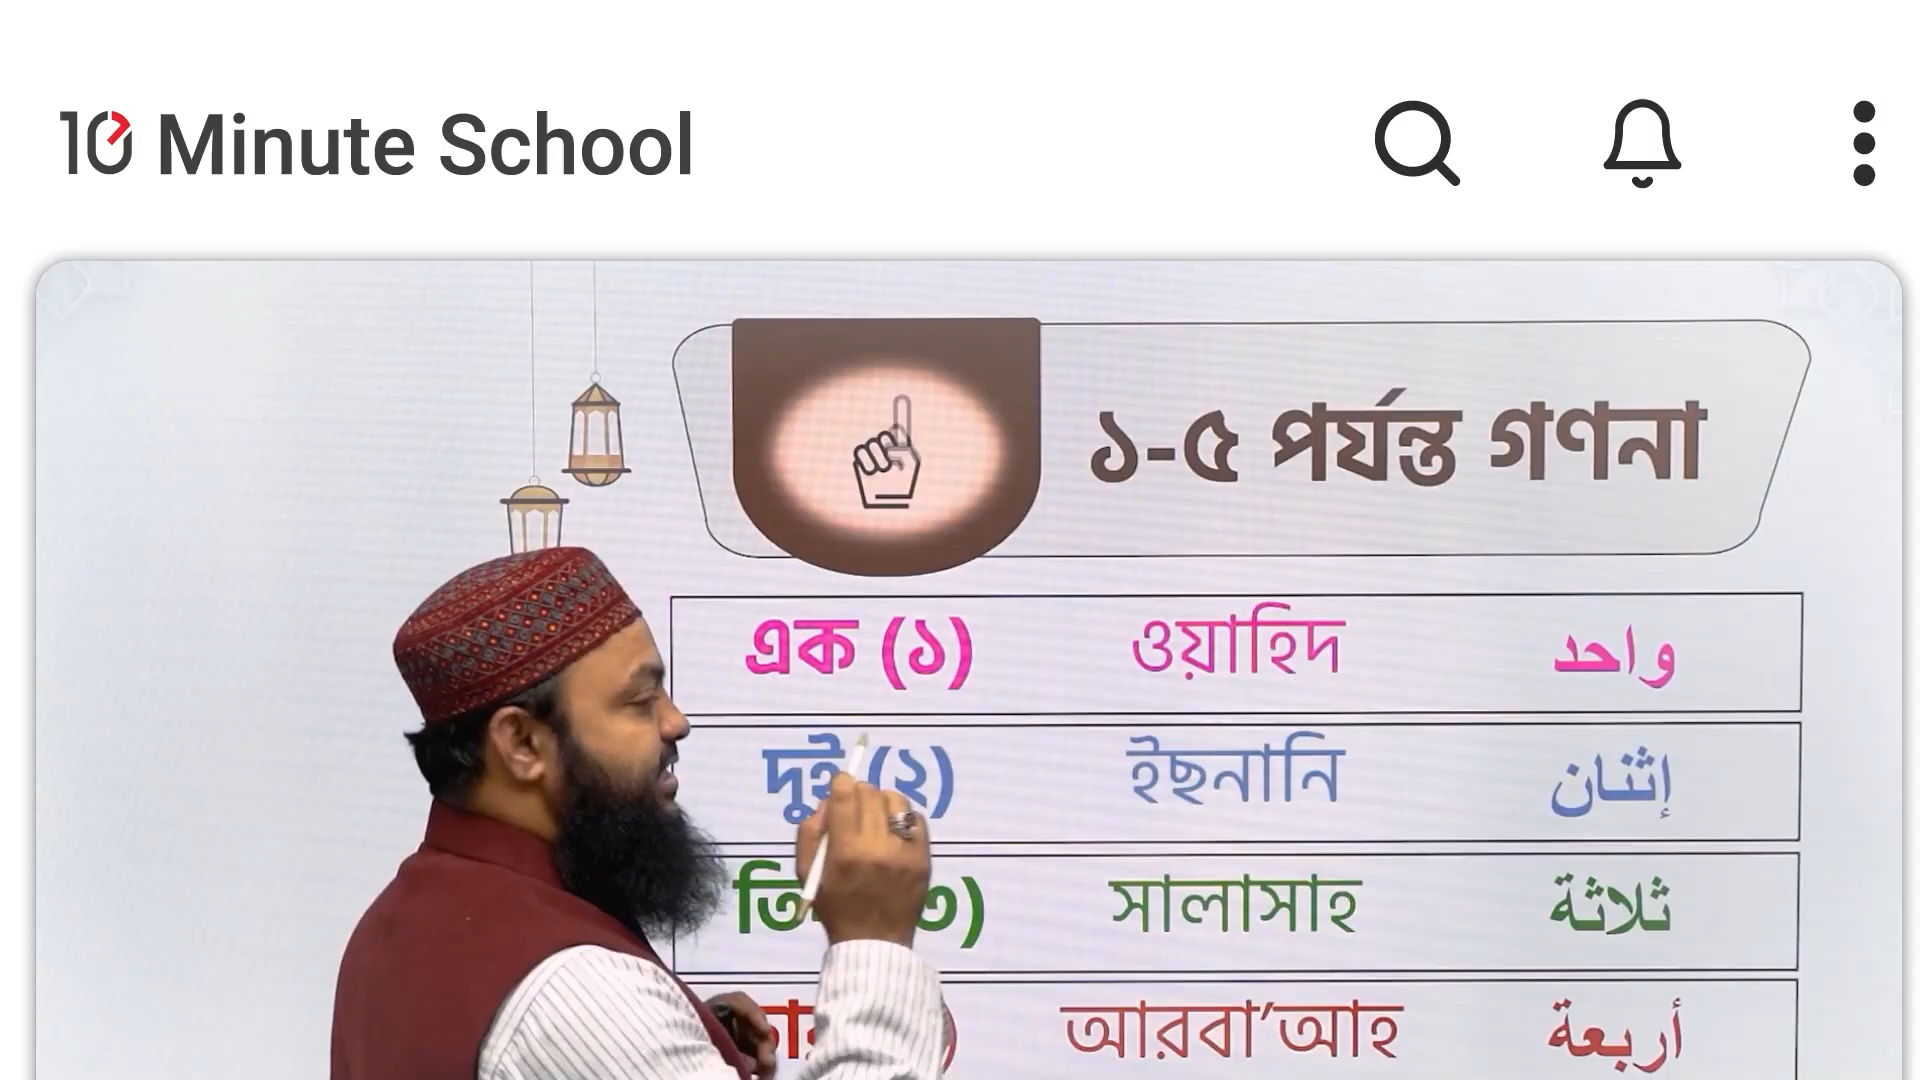 10 Minute School
১-৫ পর্যন্ত গণনা
এক (১) ওয়াহিদ واحد
দুই (২) ইছনানি إثنان
সালাসাহ ثلاثة
আরবা’আহ أربعة